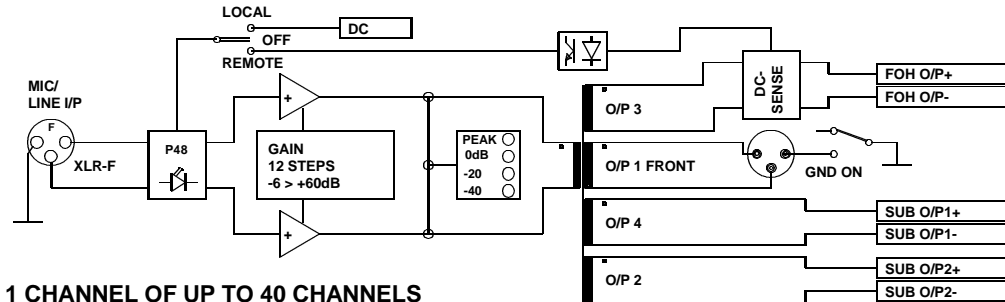 LOCAL
DC
OFF
REMOTE
MIC/
LINE I/P
F
XLR-F
P48
+
+
GAIN
12 STEPS
-6 > +60dB
PEAK
0dB
-20
-40
O/P 3
DC-
SENSE
FOH O/P+
FOH O/P-
O/P 1 FRONT
GND ON
O/P 4
SUB O/P1+
SUB O/P1-
O/P 2
SUB O/P2+
SUB O/P2-
1 CHANNEL OF UP TO 40 CHANNELS